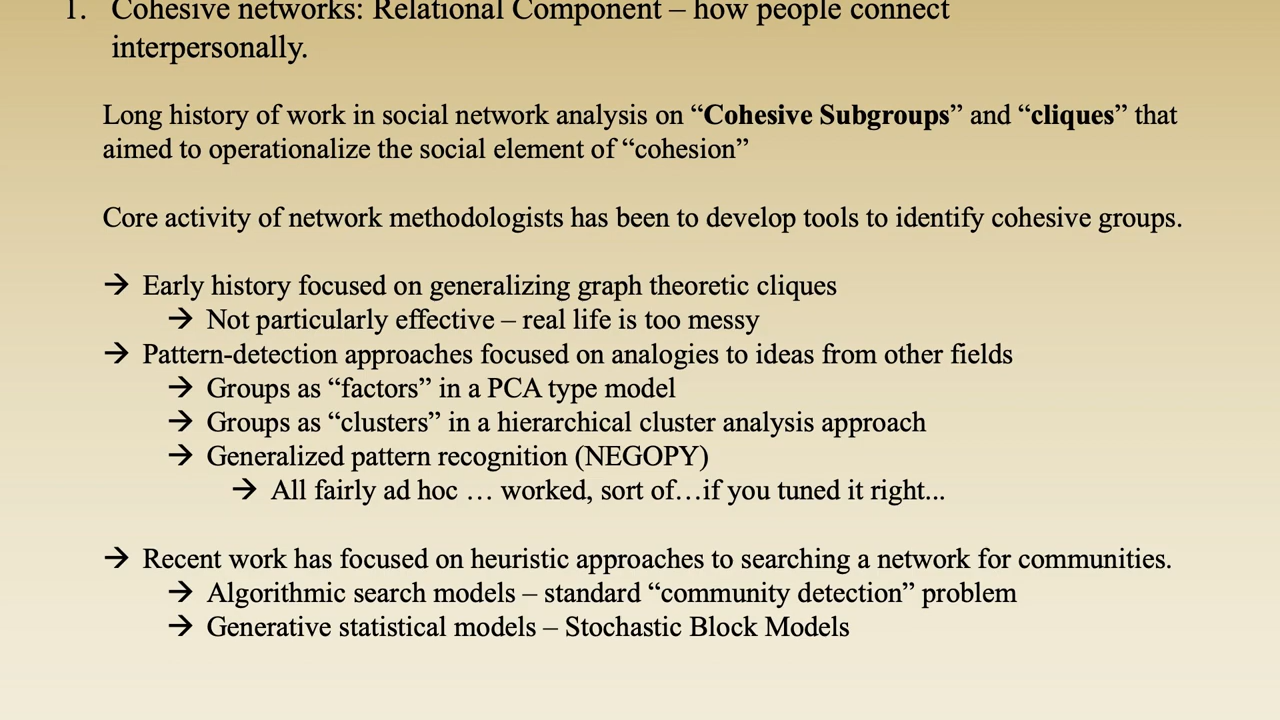 1. Cohesive networks: Relational Component – how people connect
interpersonally.
Long history of work in social network analysis on “Cohesive Subgroups” and “cliques” that
aimed to operationalize the social element of “cohesion”
Core activity of network methodologists has been to develop tools to identify cohesive groups.
→ Early history focused on generalizing graph theoretic cliques
→ Not particularly effective – real life is too messy
→ Pattern-detection approaches focused on analogies to ideas from other fields
→ Groups as “factors” in a PCA type model
→ Groups as “clusters” in a hierarchical cluster analysis approach
→ Generalized pattern recognition (NEGOPY)
→ All fairly ad hoc … worked, sort of…if you tuned it right...
→ Recent work has focused on heuristic approaches to searching a network for communities.
→ Algorithmic search models – standard “community detection” problem
→ Generative statistical models – Stochastic Block Models